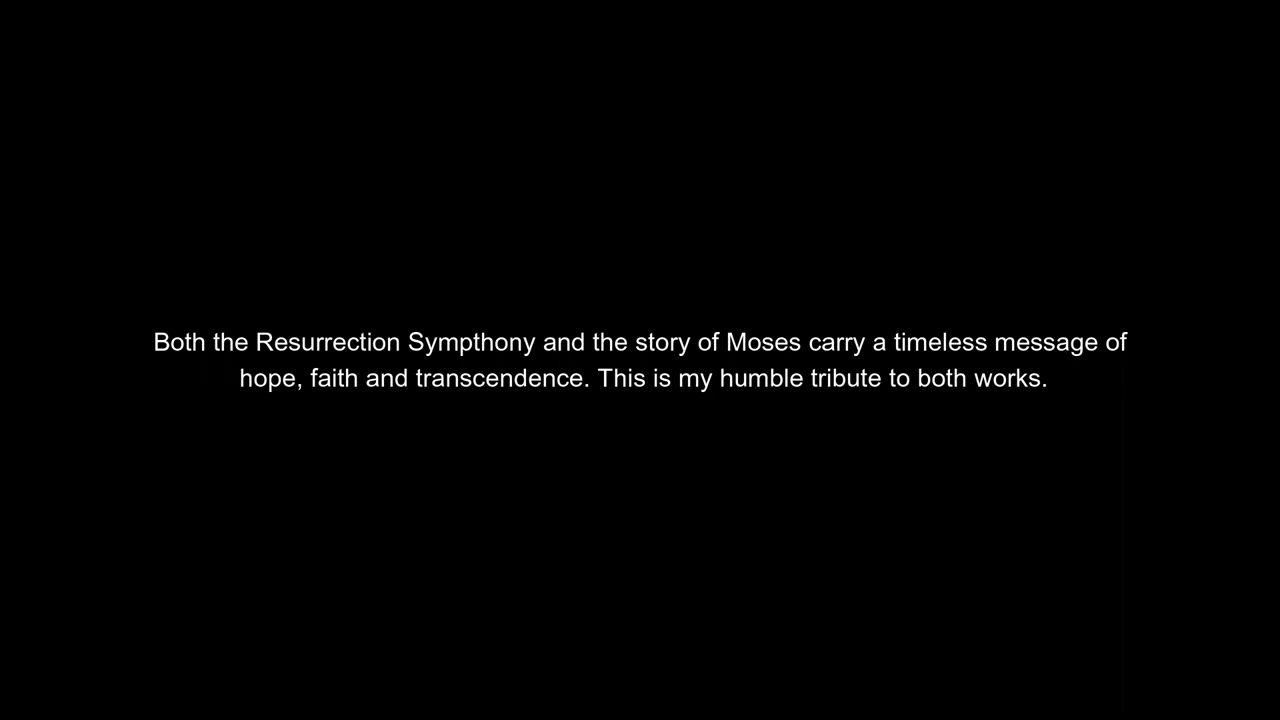 Both the Resurrection Sympthony and the story of Moses carry a timeless message of
hope, faith and transcendence. This is my humble tribute to both works.